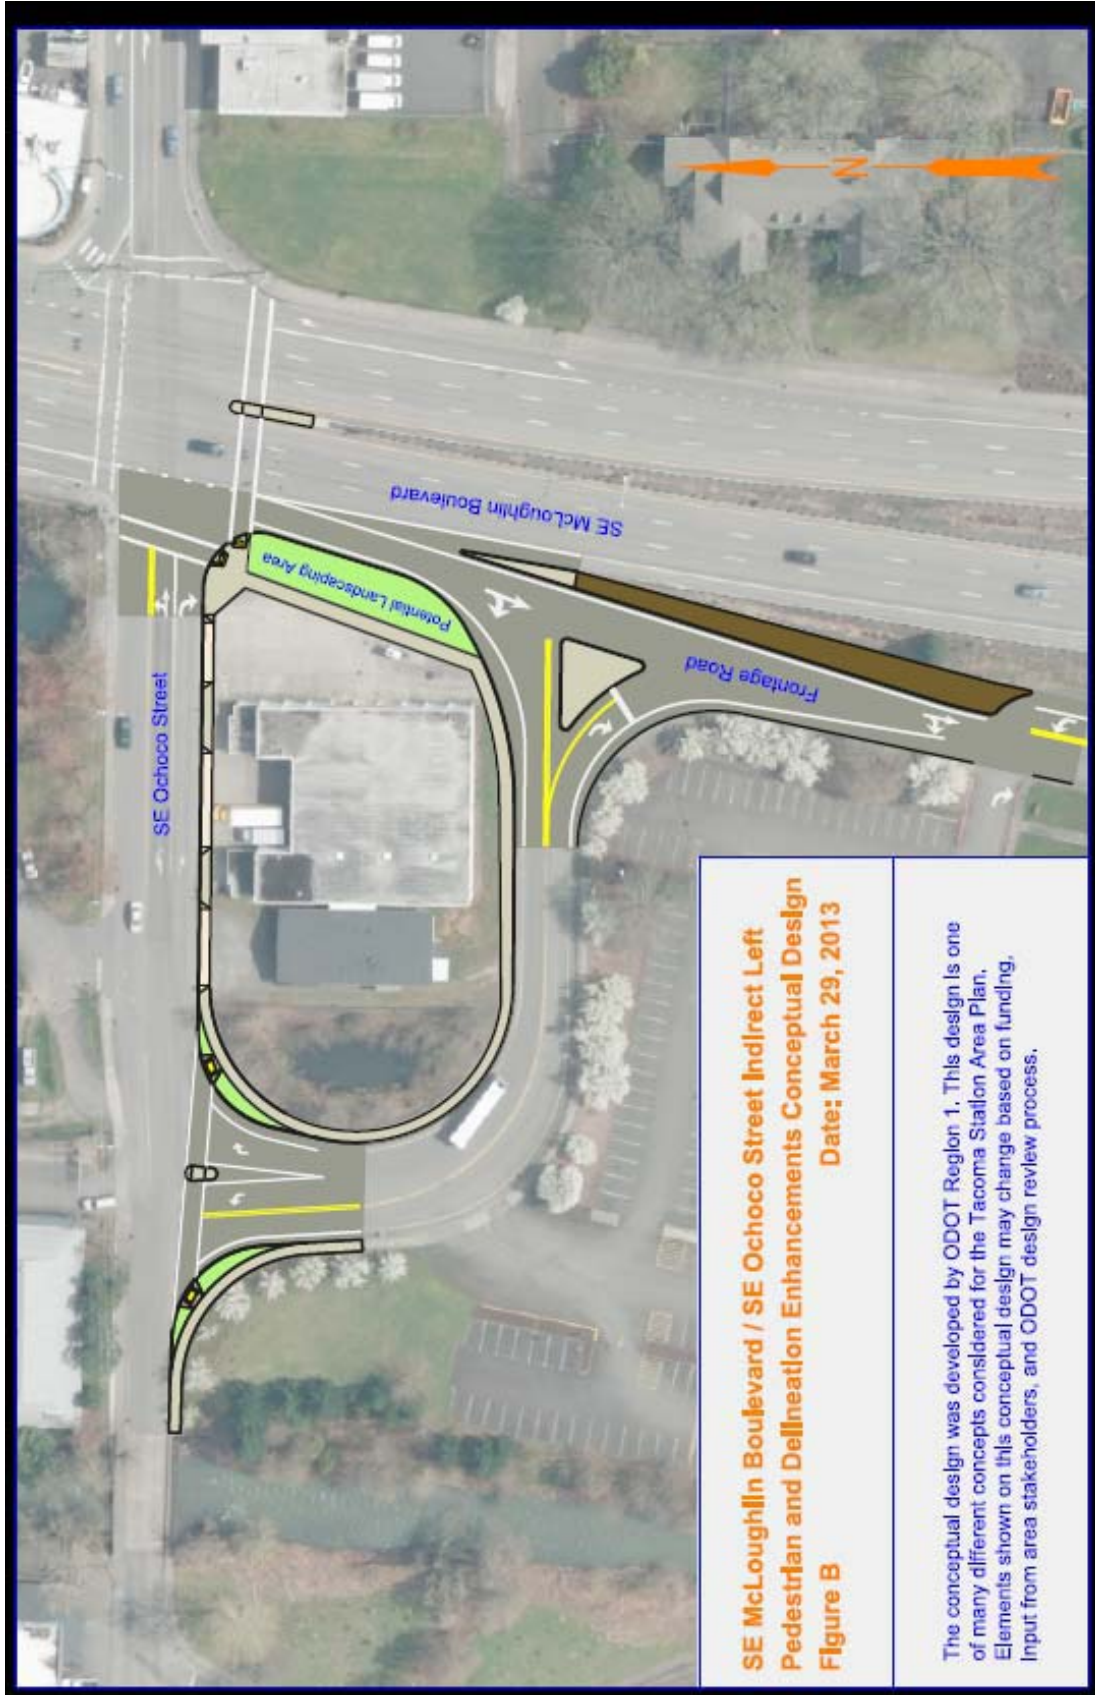 N
SE Ochoco Street
SE McLoughlin Boulevard
Potential Landscaping Area
Frontage Road
SE McLoughlin Boulevard / SE Ochoco Street Indirect Left
Pedestrian and Delineation Enhancements Conceptual Design
Figure B Date: March 29, 2013
The conceptual design was developed by ODOT Region 1. This design is one
of many different concepts considered for the Tacoma Station Area Plan.
Elements shown on this conceptual design may change based on funding,
input from area stakeholders, and ODOT design review process.